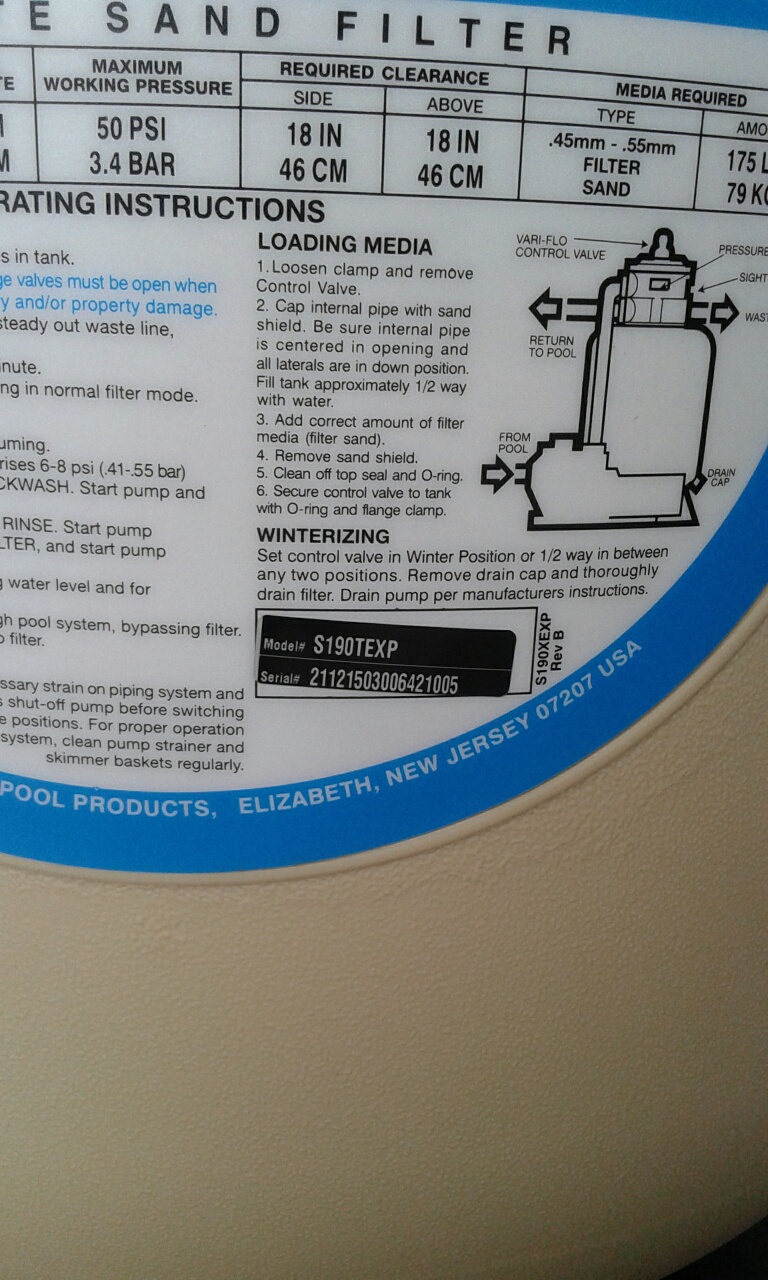 E SAND FILTER
MAXIMUM
WORKING PRESSURE
REQUIRED CLEARANCE
MEDIA REQUIRED
TE
SIDE
ABOVE
TYPE
AMO
50 PSI
18 IN
18 IN
.45mm - .55mm
175 L
M
3.4 BAR
46 CM
46 CM
FILTER
SAND
79 KG
RATING INSTRUCTIONS
s in tank.
ge valves must be open when
y and/or property damage.
steady out waste line,
inute.
ng in normal filter mode.
uming.
rises 6-8 psi (.41-.55 bar)
CKWASH. Start pump and
RINSE. Start pump
LTER, and start pump
g water level and for
gh pool system, bypassing filter.
o filter.
ssary strain on piping system and
s shut-off pump before switching
e positions. For proper operation
system, clean pump strainer and
skimmer baskets regularly.
LOADING MEDIA
1. Loosen clamp and remove
Control Valve.
2. Cap internal pipe with sand
shield. Be sure internal pipe
is centered in opening and
all laterals are in down position.
Fill tank approximately 1/2 way
with water.
3. Add correct amount of filter
media (filter sand).
4. Remove sand shield.
5. Clean off top seal and O-ring.
6. Secure control valve to tank
with O-ring and flange clamp.
VARI-FLO
CONTROL VALVE
PRESSURE
SIGHT
WAST
RETURN
TO POOL
FROM
POOL
DRAIN
CAP
WINTERIZING
Set control valve in Winter Position or 1/2 way in between
any two positions. Remove drain cap and thoroughly
drain filter. Drain pump per manufacturers instructions.
Model# S190TEXP
Serial# 21121503006421005
S190XEXP
Rev B
POOL PRODUCTS, ELIZABETH, NEW JERSEY 07207 USA